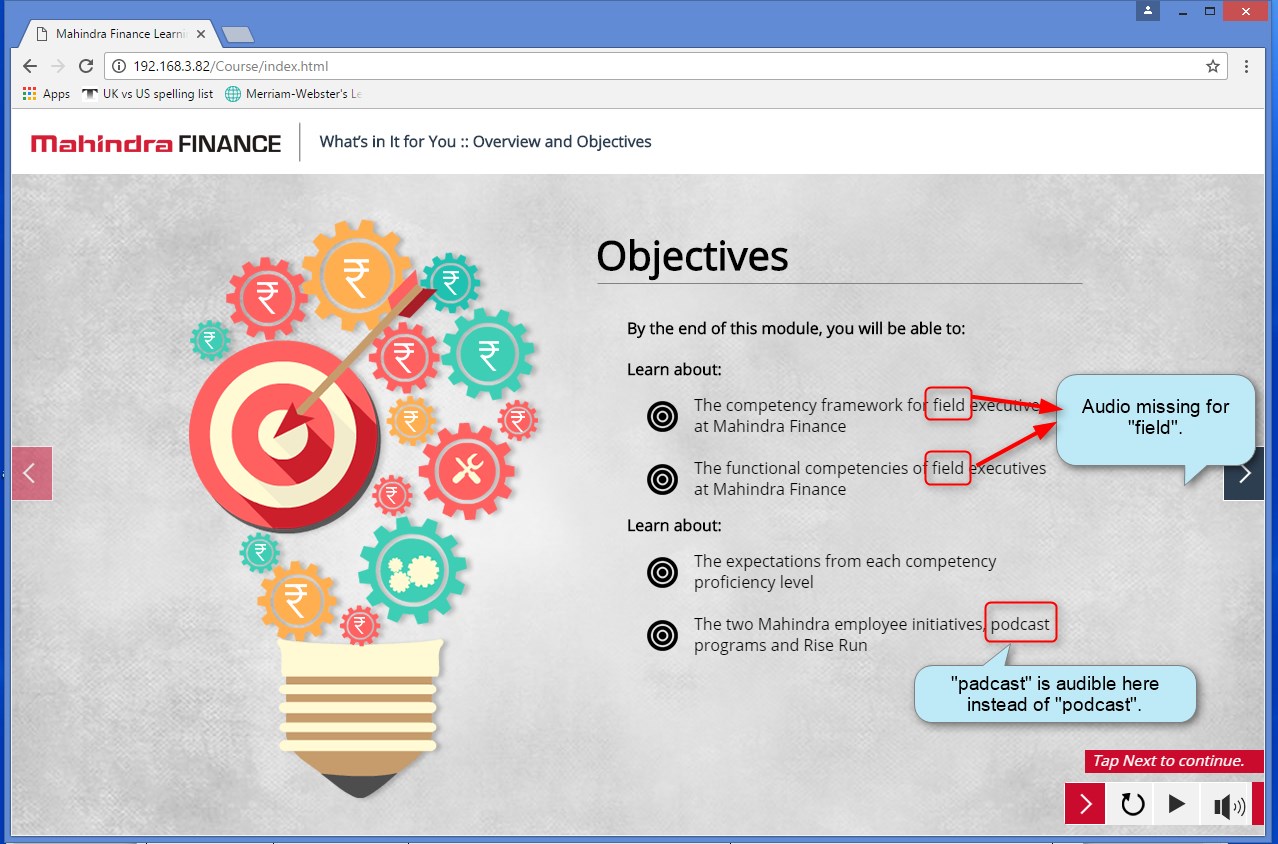 Mahindra Finance Learni
192.168.3.82/Course/index.html
Apps UK vs US spelling list Merriam-Webster's Le
Mahindra FINANCE What's in It for You :: Overview and Objectives
Objectives
By the end of this module, you will be able to:
Learn about:
The competency framework for field executive
at Mahindra Finance
Audio missing for
"field".
The functional competencies of field executives
at Mahindra Finance
Learn about:
The expectations from each competency
proficiency level
The two Mahindra employee initiatives, podcast
programs and Rise Run
"padcast" is audible here
instead of "podcast".
Tap Next to continue.
₹
₹
₹
₹
₹
₹
₹
₹
₹
₹
₹
₹